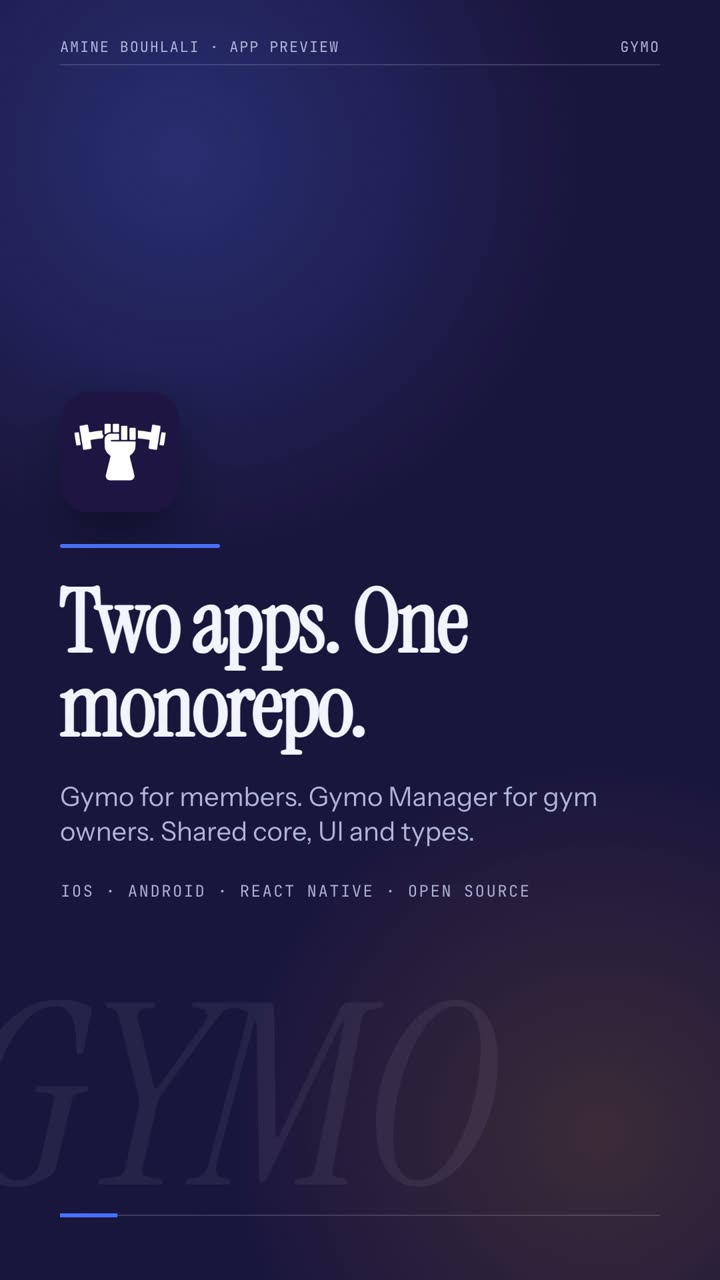 AMINE BOUHLALI · APP PREVIEW
GYMO
Two apps. One
monorepo.
Gymo for members. Gymo Manager for gym
owners. Shared core, UI and types.
IOS · ANDROID · REACT NATIVE · OPEN SOURCE
GYMO